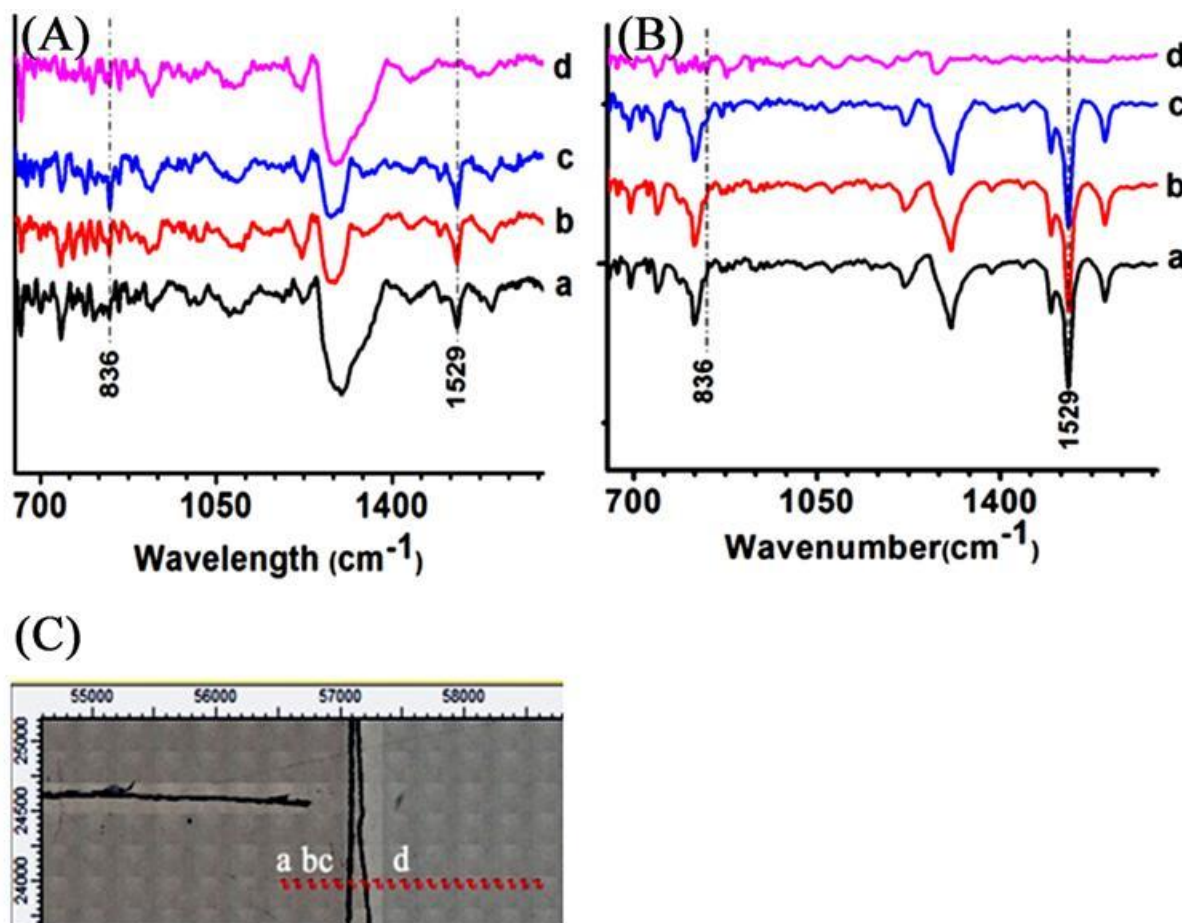 (A)
d
c
b
a
836
1529
700 1050 1400
Wavelength (cm-1)
(B)
d
c
b
a
836
1529
700 1050 1400
Wavenumber(cm-1)
(C)
55000 56000 57000 58000
25000
24500
24000
a bc d